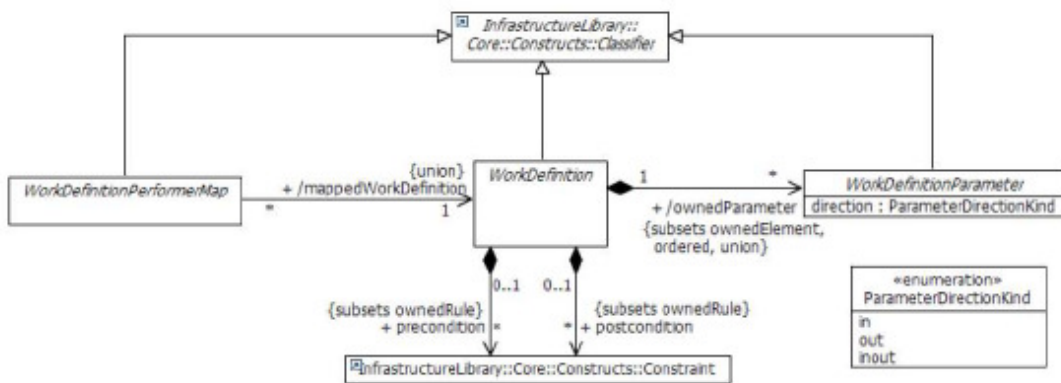 InfrastructureLibrary::
Core::Constructs::Classifier
WorkDefinitionPerformerMap
{union}
+ /mappedWorkDefinition
*
1
WorkDefinition
1
*
+ /ownedParameter
{subsets ownedElement,
ordered, union}
WorkDefinitionParameter
direction : ParameterDirectionKind
0..1
0..1
{subsets ownedRule}
+ precondition *
{subsets ownedRule}
* + postcondition
InfrastructureLibrary::Core::Constructs::Constraint
«enumeration»
ParameterDirectionKind
in
out
inout